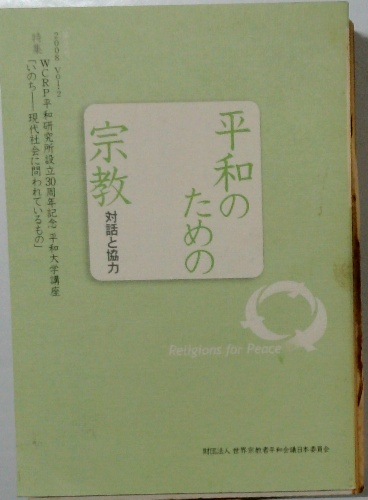 平和の
ための
宗教
対話と協力
2008 Vol.2
WCRP平和研究所設立30周年記念 平和大学講座
特集「いのち――現代社会に問われているもの」
Religions for Peace
財団法人 世界宗教者平和会議日本委員会